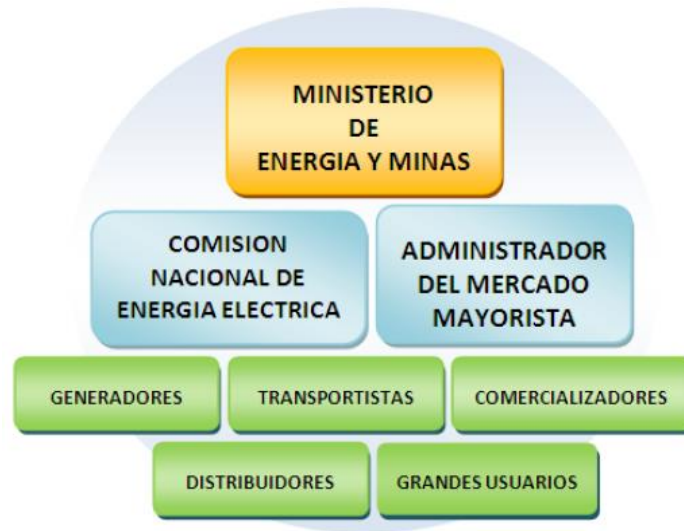 MINISTERIO
DE
ENERGIA Y MINAS
COMISION
NACIONAL DE
ENERGIA ELECTRICA
ADMINISTRADOR
DEL MERCADO
MAYORISTA
GENERADORES
TRANSPORTISTAS
COMERCIALIZADORES
DISTRIBUIDORES
GRANDES USUARIOS